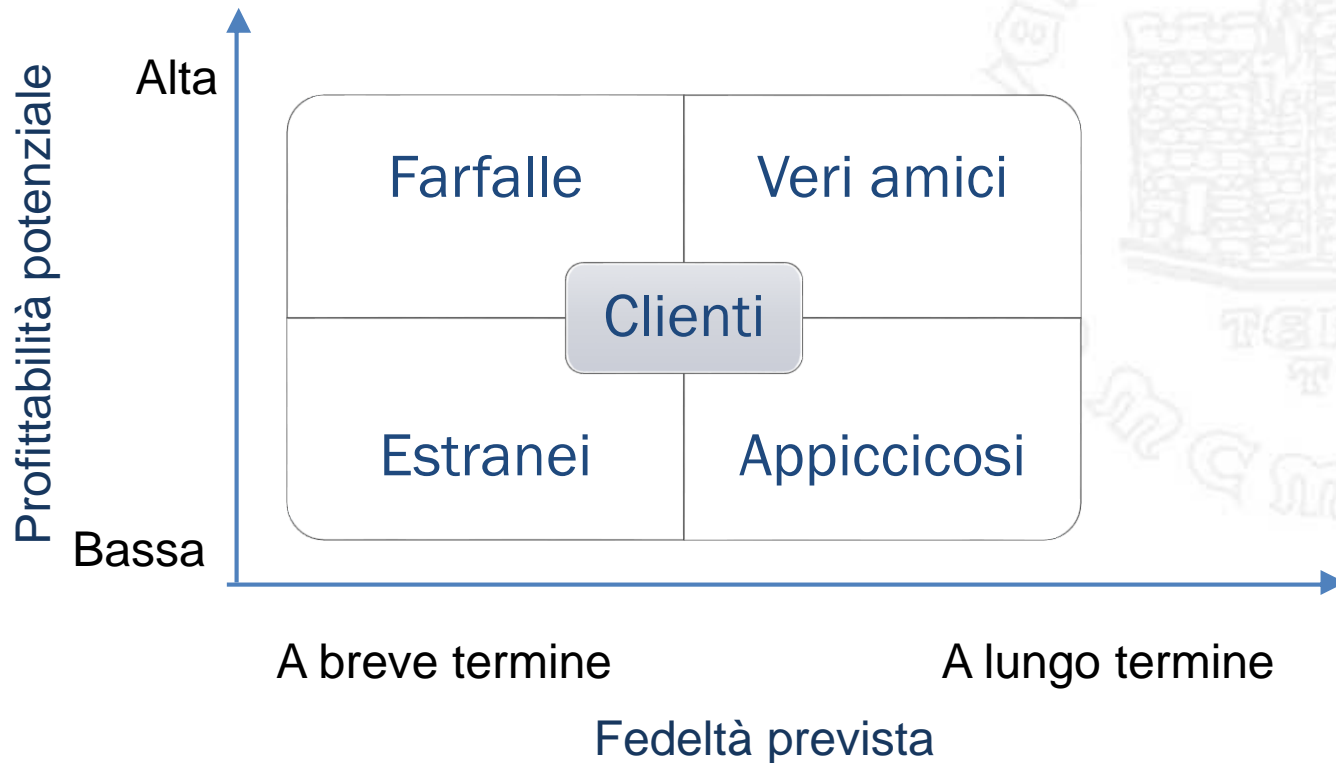 Profittabilità potenziale
Alta
Farfalle
Veri amici
Clienti
Estranei
Appiccicosi
Bassa
A breve termine
A lungo termine
Fedeltà prevista